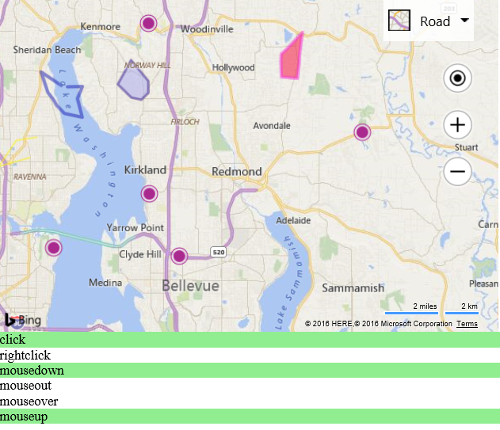 Kenmore
Woodinville
Road
Sheridan Beach
NORWAY HILL
Hollywood
Lake Washington
FIRLOCH
Avondale
Stuart
RAVENNA
Kirkland
Redmond
Yarrow Point
Adelaide
Carn
Clyde Hill
520
Lake Sammamish
Medina
Bellevue
Sammamish
Pleasan
2 miles
2 km
Bing
© 2016 HERE,© 2016 Microsoft Corporation Terms
click
rightclick
mousedown
mouseout
mouseover
mouseup